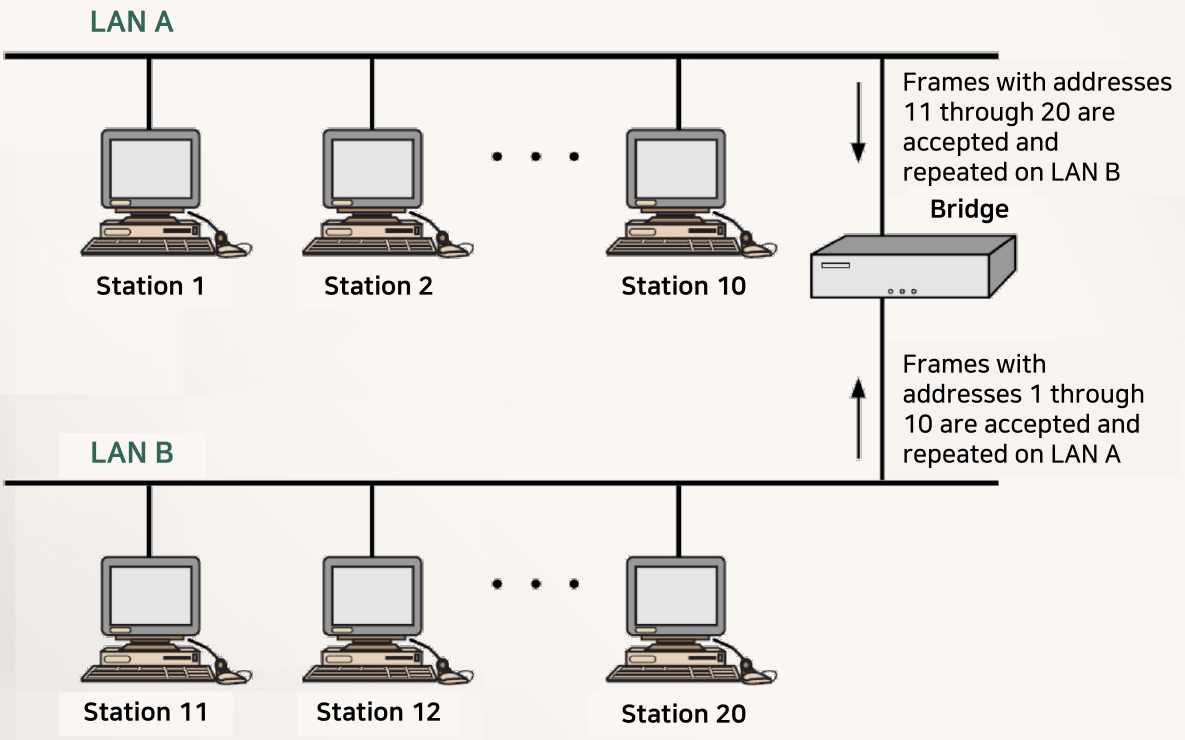 LAN A
Frames with addresses
11 through 20 are
accepted and
repeated on LAN B
Bridge
Station 1
Station 2
Station 10
Frames with
addresses 1 through
10 are accepted and
repeated on LAN A
LAN B
Station 11
Station 12
Station 20